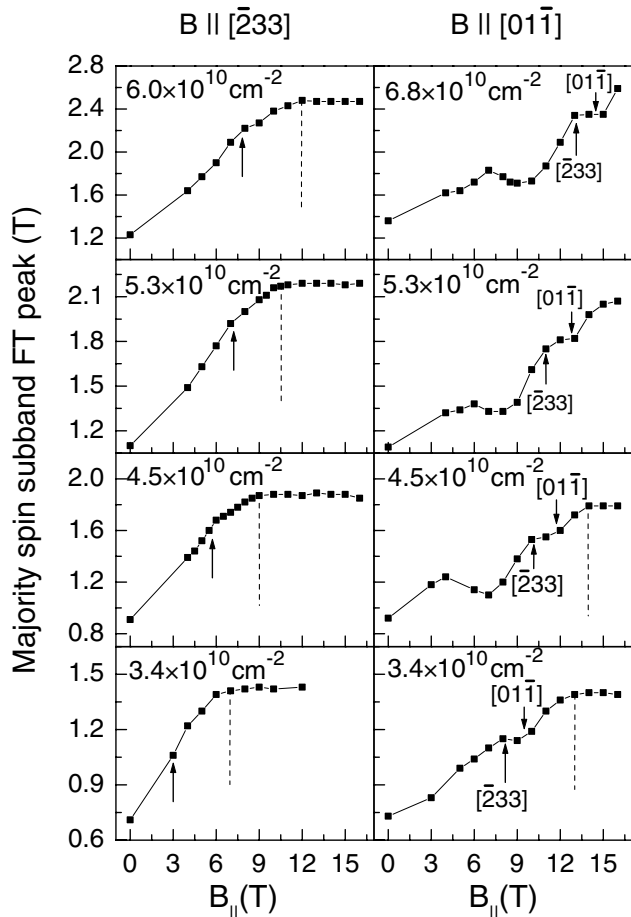 B || [2̅33]
B || [011̅]
Majority spin subband FT peak (T)
2.8
2.4
2.0
1.6
1.2
6.0×10¹⁰cm⁻²
6.8×10¹⁰cm⁻²
[011̅]
[2̅33]
2.1
1.8
1.5
1.2
5.3×10¹⁰cm⁻²
5.3×10¹⁰cm⁻²
[011̅]
[2̅33]
2.0
1.6
1.2
0.8
4.5×10¹⁰cm⁻²
4.5×10¹⁰cm⁻²
[011̅]
[2̅33]
1.5
1.2
0.9
0.6
3.4×10¹⁰cm⁻²
3.4×10¹⁰cm⁻²
[011̅]
[2̅33]
0 3 6 9 12 15
0 3 6 9 12 15
B||(T)
B||(T)